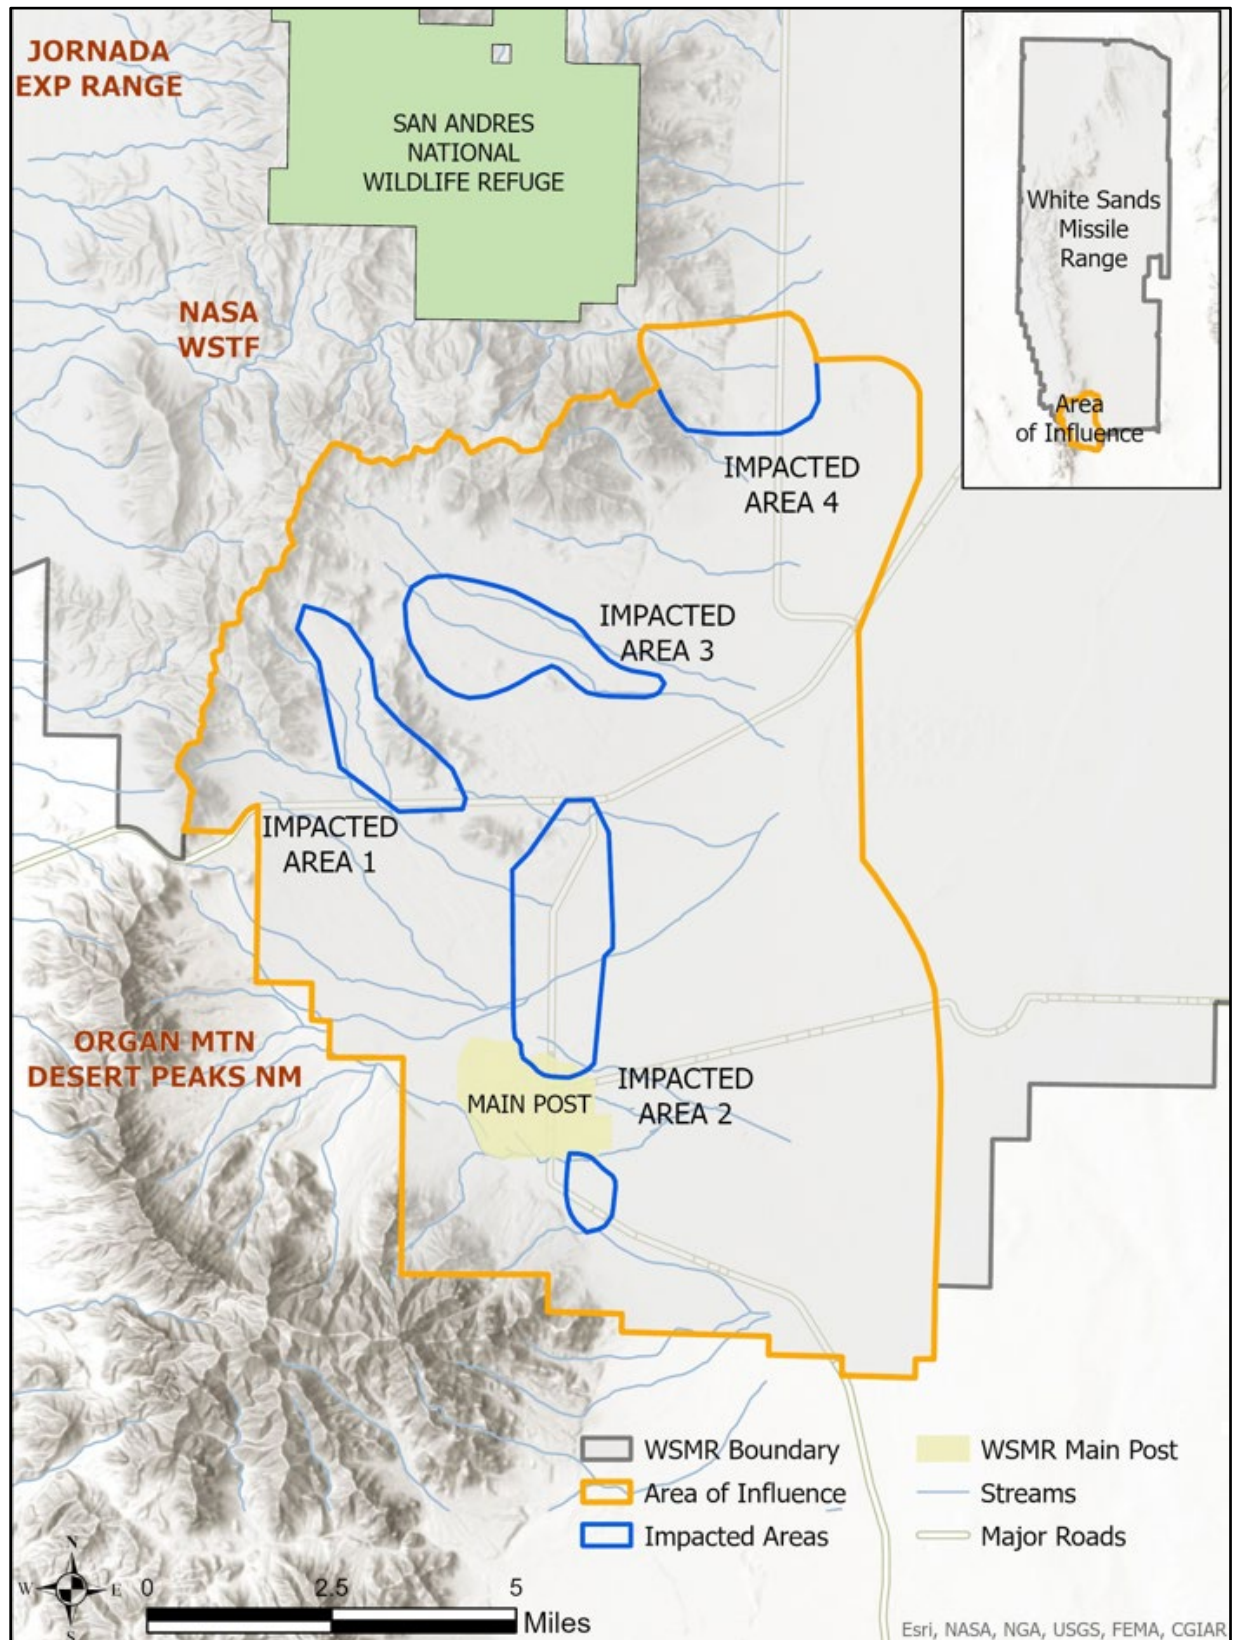 JORNADA
EXP RANGE
SAN ANDRES
NATIONAL
WILDLIFE REFUGE
White Sands
Missile
Range
Area
of Influence
NASA
WSTF
IMPACTED
AREA 4
IMPACTED
AREA 3
IMPACTED
AREA 1
ORGAN MTN
DESERT PEAKS NM
MAIN POST
IMPACTED
AREA 2
WSMR Boundary
Area of Influence
Impacted Areas
WSMR Main Post
Streams
Major Roads
N
W
E
S
0
2.5
5
Miles
Esri, NASA, NGA, USGS, FEMA, CGIAR